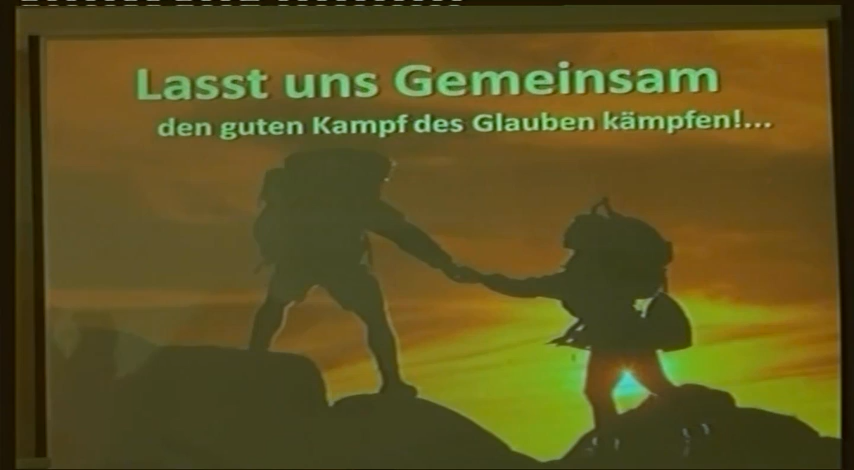 Lasst uns Gemeinsam
den guten Kampf des Glauben kämpfen!...